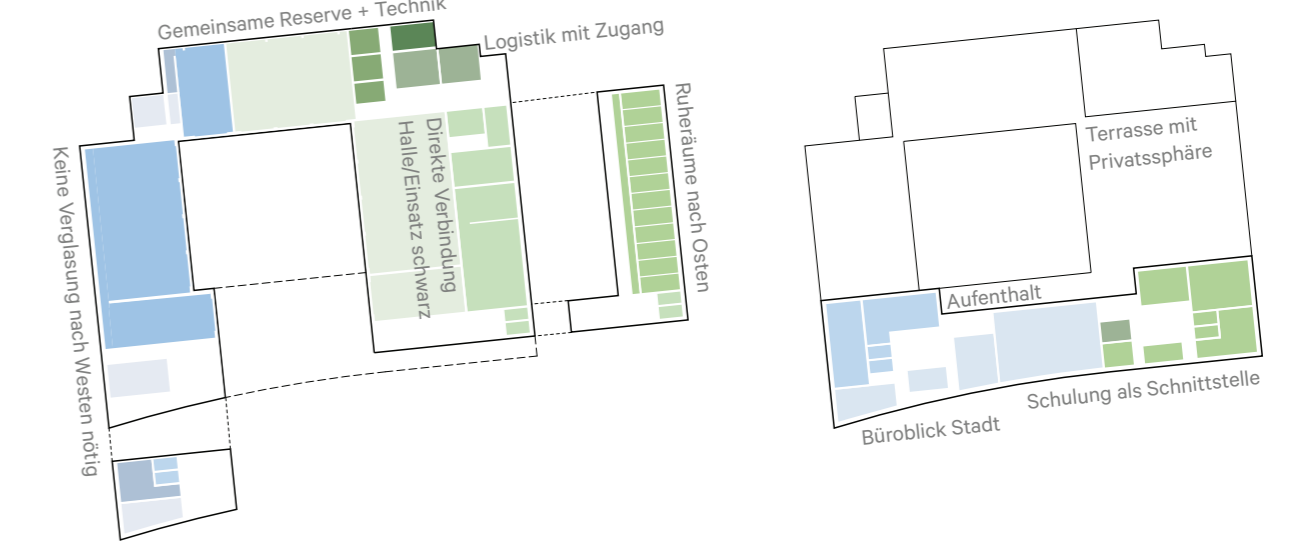 Gemeinsame Reserve + Technik
Logistik mit Zugang
Ruheräume nach Osten
Keine Verglasung nach Westen nötig
Direkte Verbindung
Halle/Einsatz schwarz
Terrasse mit
Privatssphäre
Aufenthalt
Schulung als Schnittstelle
Büroblick Stadt